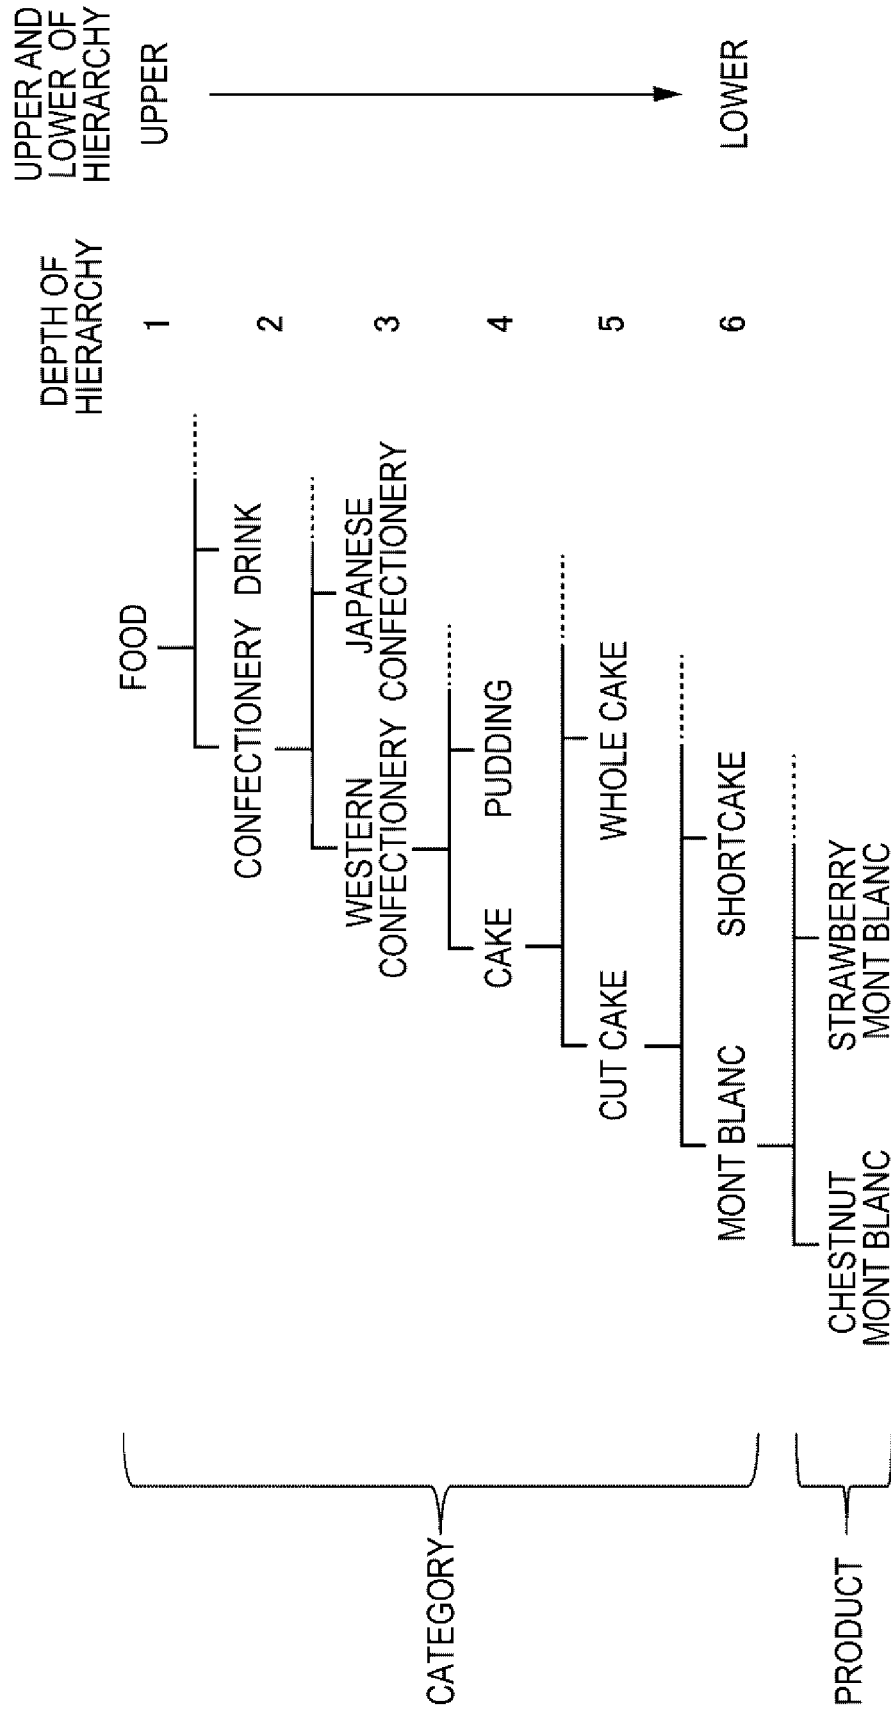 DEPTH OF
HIERARCHY
UPPER AND
LOWER OF
HIERARCHY
FOOD
1
UPPER
CONFECTIONERY
DRINK
2
WESTERN
CONFECTIONERY
JAPANESE
CONFECTIONERY
3
CATEGORY
CAKE
PUDDING
4
CUT CAKE
WHOLE CAKE
5
MONT BLANC
SHORTCAKE
6
LOWER
PRODUCT
CHESTNUT
MONT BLANC
STRAWBERRY
MONT BLANC